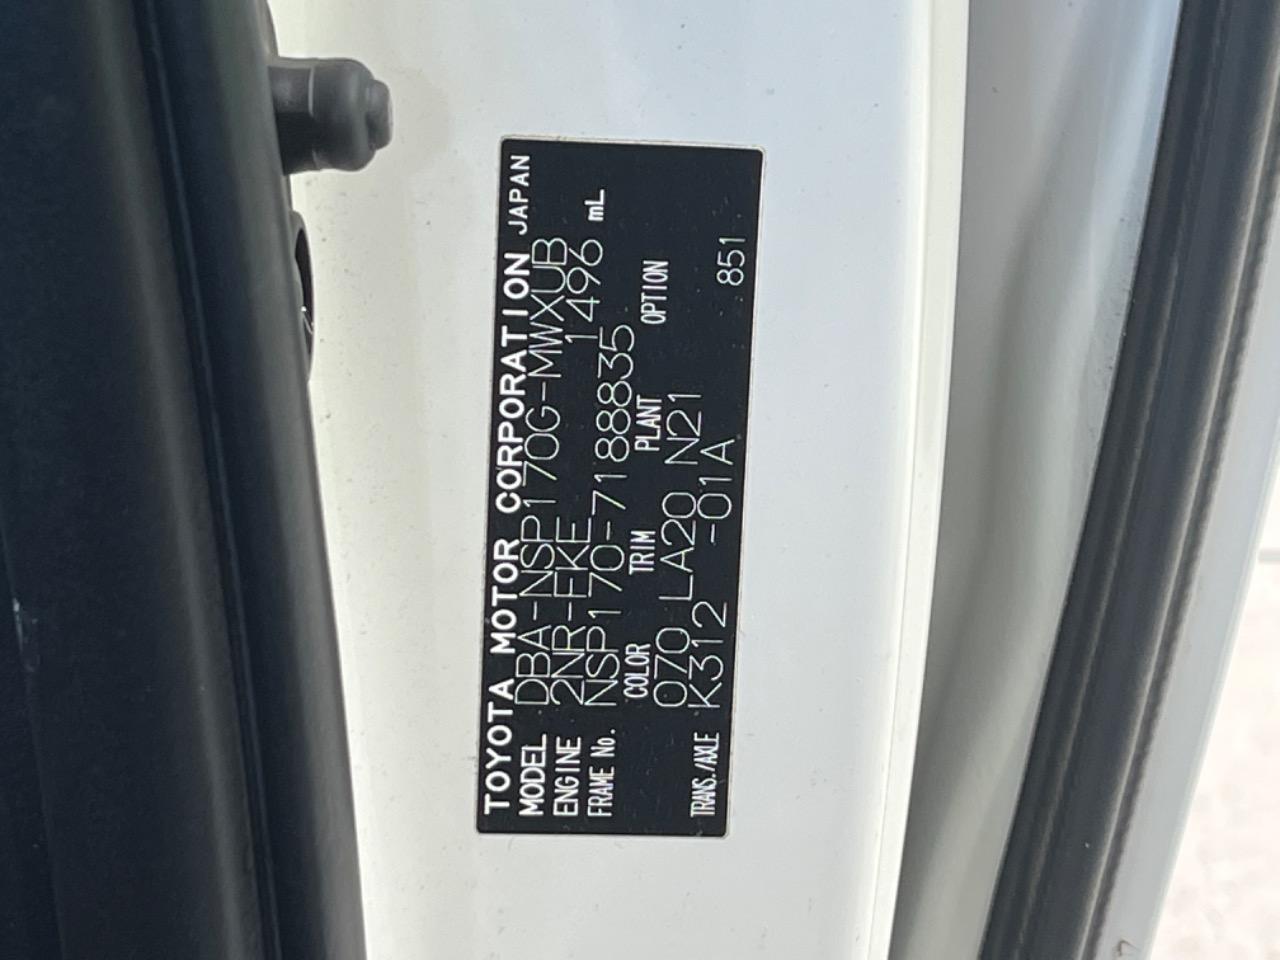 TOYOTA MOTOR CORPORATION JAPAN
MODEL DBA-NSP170G-MWXUB
ENGINE 2NR-FKE 1496 mL
FRAME No. NSP170-7188835
COLOR TRIM PLANT OPTION
070 LA20 N21
TRANS./AXLE K312 -01A 851